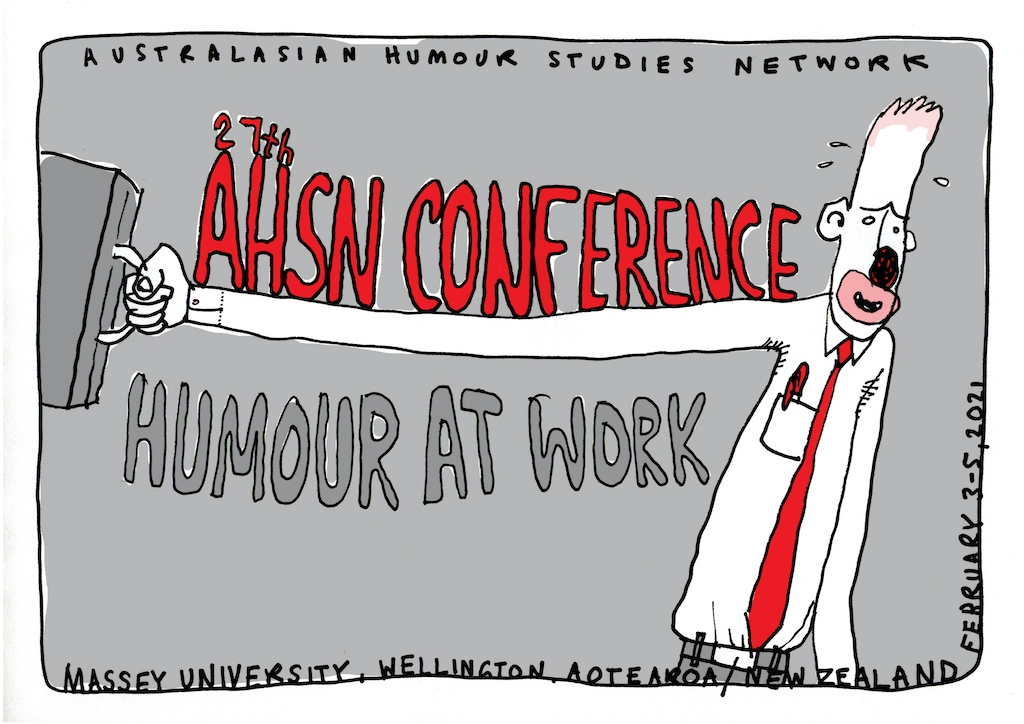 AUSTRALASIAN HUMOUR STUDIES NETWORK
27th
AHSN CONFERENCE
HUMOUR AT WORK
FEBRUARY 3-5, 2021
MASSEY UNIVERSITY, WELLINGTON, AOTEAROA / NEW ZEALAND